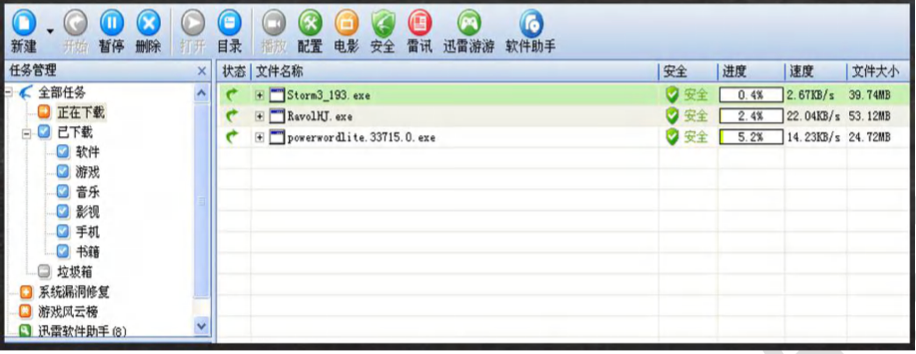 新建 开始 暂停 删除 打开 目录 播放 配置 电影 安全 雷讯 迅雷游游 软件助手
任务管理 ×
状态 文件名称 安全 进度 速度 文件大小
全部任务
正在下载
已下载
软件
游戏
音乐
影视
手机
书籍
垃圾箱
系统漏洞修复
游戏风云榜
迅雷软件助手(8)
Storm3_193.exe 安全 0.4% 2.67KB/s 39.74MB
RavolHJ.exe 安全 2.4% 22.04KB/s 53.12MB
powerwordlite.33715.0.exe 安全 5.2% 14.23KB/s 24.72MB